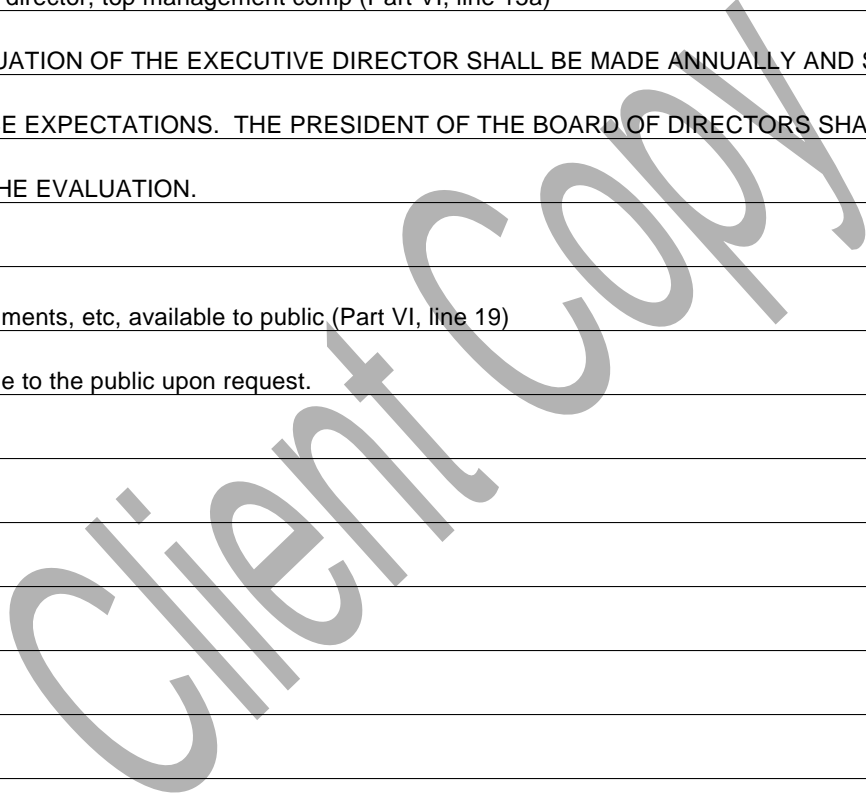 director, top management comp (Part VI, line 15a)
UATION OF THE EXECUTIVE DIRECTOR SHALL BE MADE ANNUALLY AND S
E EXPECTATIONS. THE PRESIDENT OF THE BOARD OF DIRECTORS SHA
HE EVALUATION.
ments, etc, available to public (Part VI, line 19)
e to the public upon request.
Client Copy